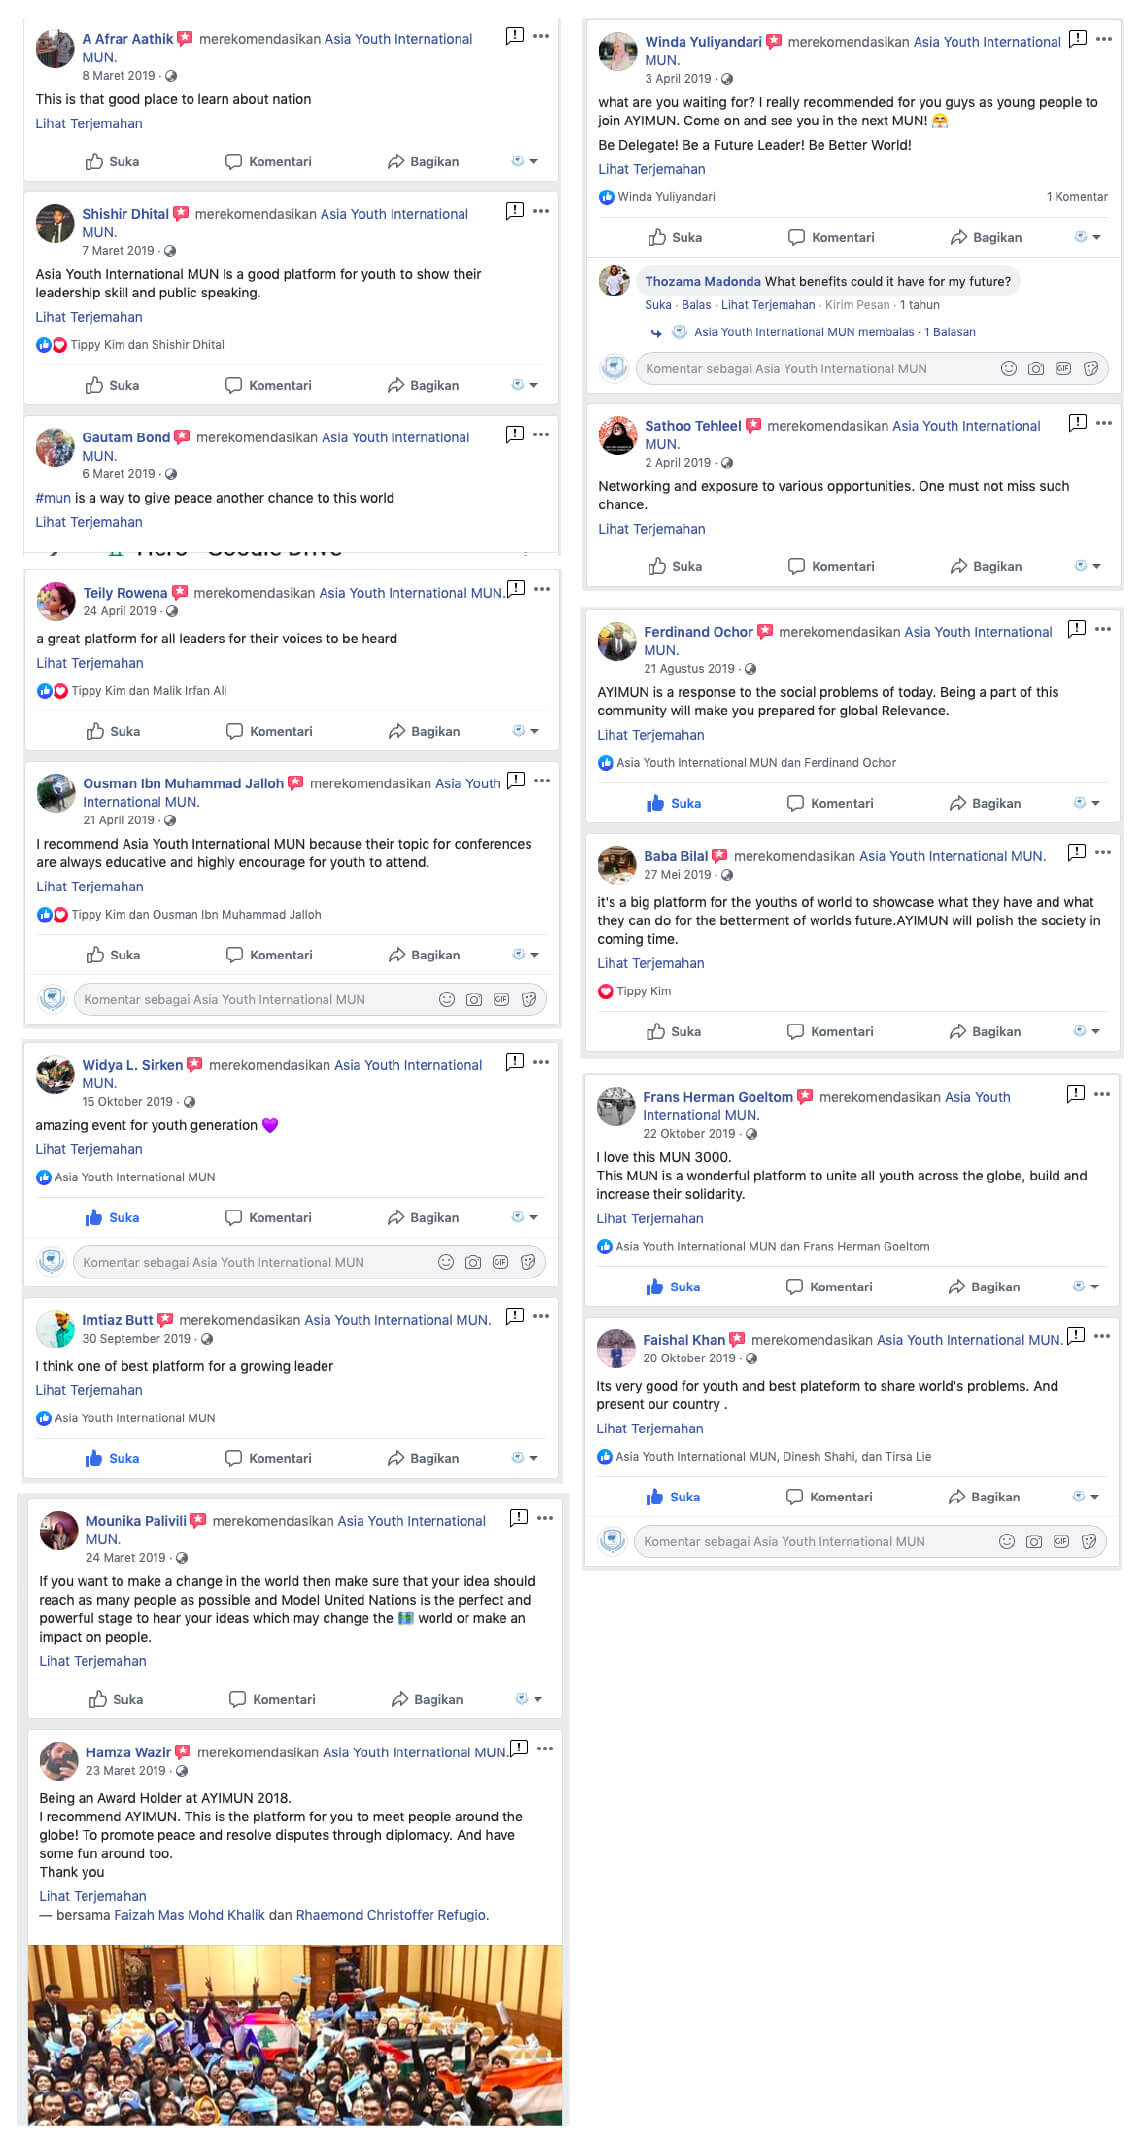 A Afrar Aathik merekomendasikan Asia Youth International
MUN.
8 Maret 2019 ·
This is that good place to learn about nation
Lihat Terjemahan
Suka Komentari Bagikan
Shishir Dhital merekomendasikan Asia Youth International
MUN.
7 Maret 2019 ·
Asia Youth International MUN is a good platform for youth to show their
leadership skill and public speaking.
Lihat Terjemahan
Tippy Kim dan Shishir Dhital
Suka Komentari Bagikan
Gautam Bond merekomendasikan Asia Youth International
MUN.
6 Maret 2019 ·
#mun is a way to give peace another chance to this world
Lihat Terjemahan
Teily Rowena merekomendasikan Asia Youth International MUN.
24 April 2019 ·
a great platform for all leaders for their voices to be heard
Lihat Terjemahan
Tippy Kim dan Malik Irfan Ali
Suka Komentari Bagikan
Ousman Ibn Muhammad Jalloh merekomendasikan Asia Youth
International MUN.
21 April 2019 ·
I recommend Asia Youth International MUN because their topic for conferences
are always educative and highly encourage for youth to attend.
Lihat Terjemahan
Tippy Kim dan Ousman Ibn Muhammad Jalloh
Suka Komentari Bagikan
Komentar sebagai Asia Youth International MUN GIF
Widya L. Sirken merekomendasikan Asia Youth International
MUN.
15 Oktober 2019 ·
amazing event for youth generation 💜
Lihat Terjemahan
Asia Youth International MUN
Suka Komentari Bagikan
Komentar sebagai Asia Youth International MUN GIF
Imtiaz Butt merekomendasikan Asia Youth International MUN.
30 September 2019 ·
I think one of best platform for a growing leader
Lihat Terjemahan
Asia Youth International MUN
Suka Komentari Bagikan
Mounika Palivili merekomendasikan Asia Youth International
MUN.
24 Maret 2019 ·
If you want to make a change in the world then make sure that your idea should
reach as many people as possible and Model United Nations is the perfect and
powerful stage to hear your ideas which may change the 🗺️ world or make an
impact on people.
Lihat Terjemahan
Suka Komentari Bagikan
Hamza Wazir merekomendasikan Asia Youth International MUN.
23 Maret 2019 ·
Being an Award Holder at AYIMUN 2018.
I recommend AYIMUN. This is the platform for you to meet people around the
globe! To promote peace and resolve disputes through diplomacy. And have
some fun around too.
Thank you
Lihat Terjemahan
— bersama Faizah Mas Mohd Khalik dan Rhaemond Christoffer Refugio.
Winda Yuliyandari merekomendasikan Asia Youth International
MUN.
3 April 2019 ·
what are you waiting for? I really recommended for you guys as young people to
join AYIMUN. Come on and see you in the next MUN! 😤
Be Delegate! Be a Future Leader! Be Better World!
Lihat Terjemahan
Winda Yuliyandari 1 Komentar
Suka Komentari Bagikan
Thozama Madonda What benefits could it have for my future?
Suka · Balas · Lihat Terjemahan · Kirim Pesan · 1 tahun
Asia Youth International MUN membalas · 1 Balasan
Komentar sebagai Asia Youth International MUN GIF
Sathoo Tehleel merekomendasikan Asia Youth International
MUN.
2 April 2019 ·
Networking and exposure to various opportunities. One must not miss such
chance.
Lihat Terjemahan
Suka Komentari Bagikan
Ferdinand Ochor merekomendasikan Asia Youth International
MUN.
21 Agustus 2019 ·
AYIMUN is a response to the social problems of today. Being a part of this
community will make you prepared for global Relevance.
Lihat Terjemahan
Asia Youth International MUN dan Ferdinand Ochor
Suka Komentari Bagikan
Baba Bilal merekomendasikan Asia Youth International MUN.
27 Mei 2019 ·
it's a big platform for the youths of world to showcase what they have and what
they can do for the betterment of worlds future.AYIMUN will polish the society in
coming time.
Lihat Terjemahan
Tippy Kim
Suka Komentari Bagikan
Frans Herman Goeltom merekomendasikan Asia Youth
International MUN.
22 Oktober 2019 ·
I love this MUN 3000.
This MUN is a wonderful platform to unite all youth across the globe, build and
increase their solidarity.
Lihat Terjemahan
Asia Youth International MUN dan Frans Herman Goeltom
Suka Komentari Bagikan
Faishal Khan merekomendasikan Asia Youth International MUN.
20 Oktober 2019 ·
Its very good for youth and best plateform to share world's problems. And
present our country .
Lihat Terjemahan
Asia Youth International MUN, Dinesh Shahi, dan Tirsa Lie
Suka Komentari Bagikan
Komentar sebagai Asia Youth International MUN GIF